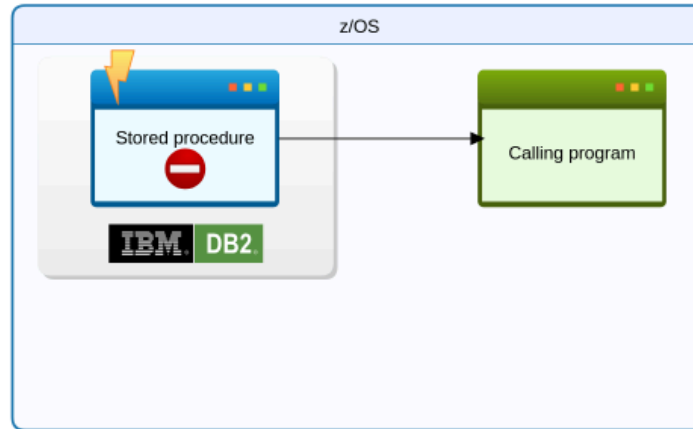 z/OS
Stored procedure
Calling program
IBM. DB2.